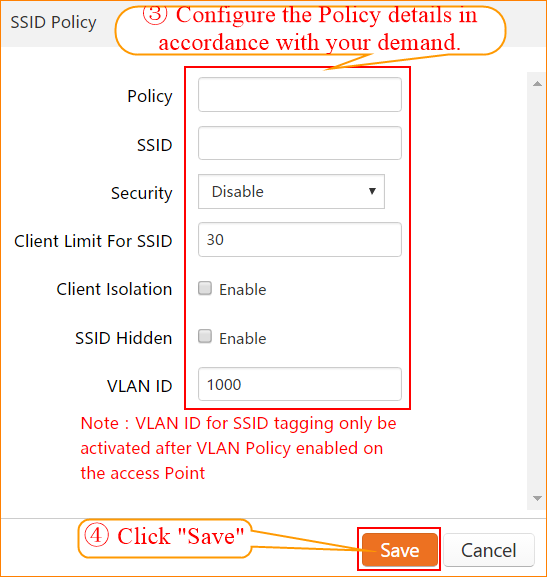 SSID Policy
③ Configure the Policy details in
accordance with your demand.
Policy
SSID
Security Disable
Client Limit For SSID 30
Client Isolation Enable
SSID Hidden Enable
VLAN ID 1000
Note : VLAN ID for SSID tagging only be
activated after VLAN Policy enabled on
the access Point
④ Click "Save"
Save Cancel